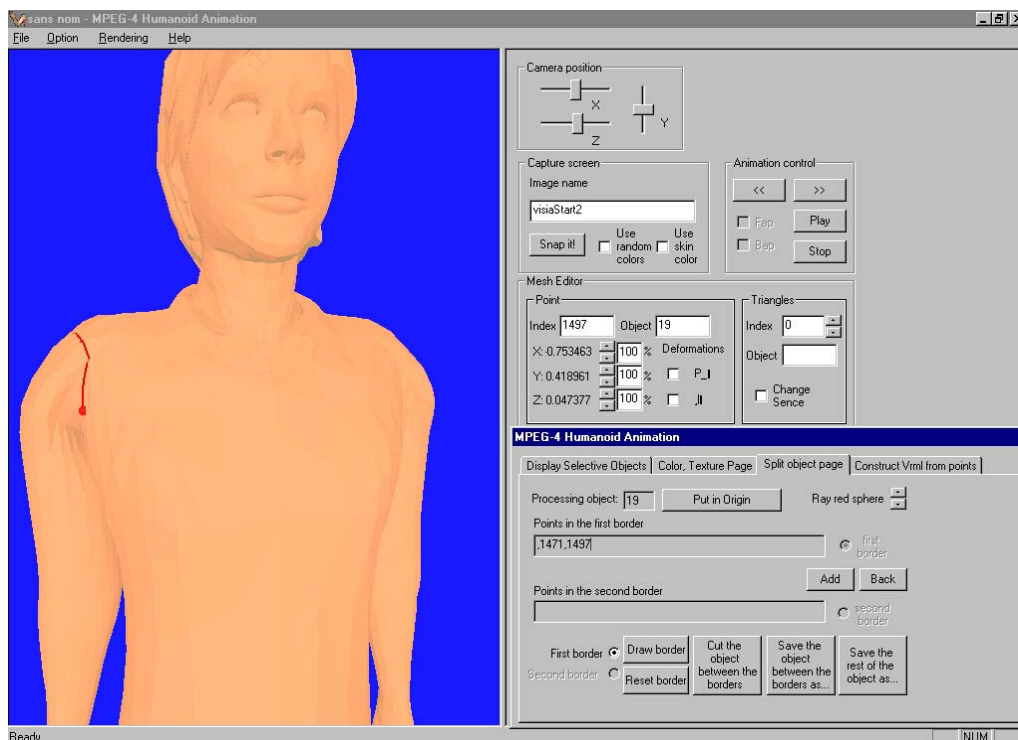 sans nom - MPEG-4 Humanoid Animation
File Option Rendering Help
Camera position
X
Y
Z
Capture screen
Image name
visiaStart2
Snap it!
Use random colors
Use skin color
Animation control
<< >>
Fap
Play
Bap
Stop
Mesh Editor
Point
Index 1497 Object 19
X: 0.753463 100 % Deformations
Y: 0.418961 100 % P_I
Z: 0.047377 100 %
Triangles
Index 0
Object
Change
Sence
MPEG-4 Humanoid Animation
Display Selective Objects Color, Texture Page Split object page Construct Vrml from points
Processing object: 19 Put in Origin Ray red sphere
Points in the first border
,1471,1497
first
border
Add Back
Points in the second border
second
border
First border
Second border
Draw border
Reset border
Cut the
object
between the
borders
Save the
object
between the
borders as...
Save the
rest of the
object as...
Ready NUM